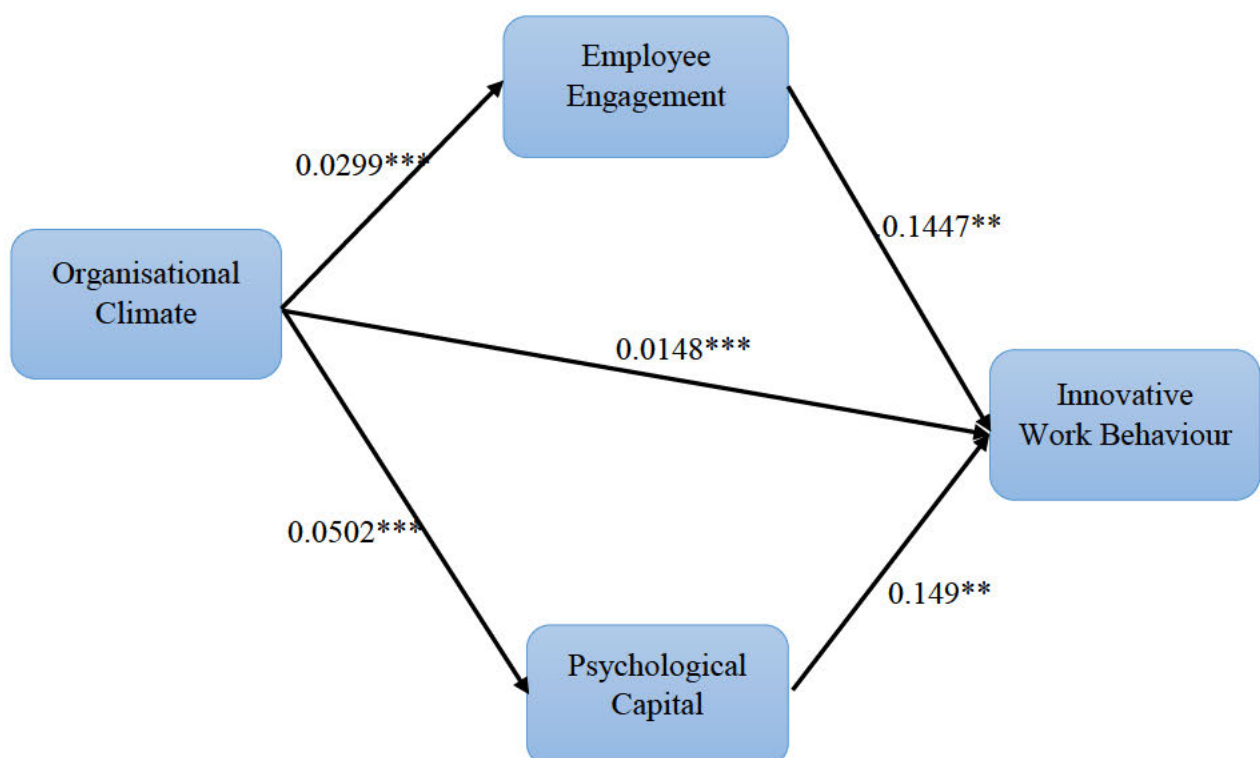 Employee
Engagement
0.0299***
.0.1447**
Organisational
Climate
0.0148***
Innovative
Work Behaviour
0.0502***
0.149**
Psychological
Capital